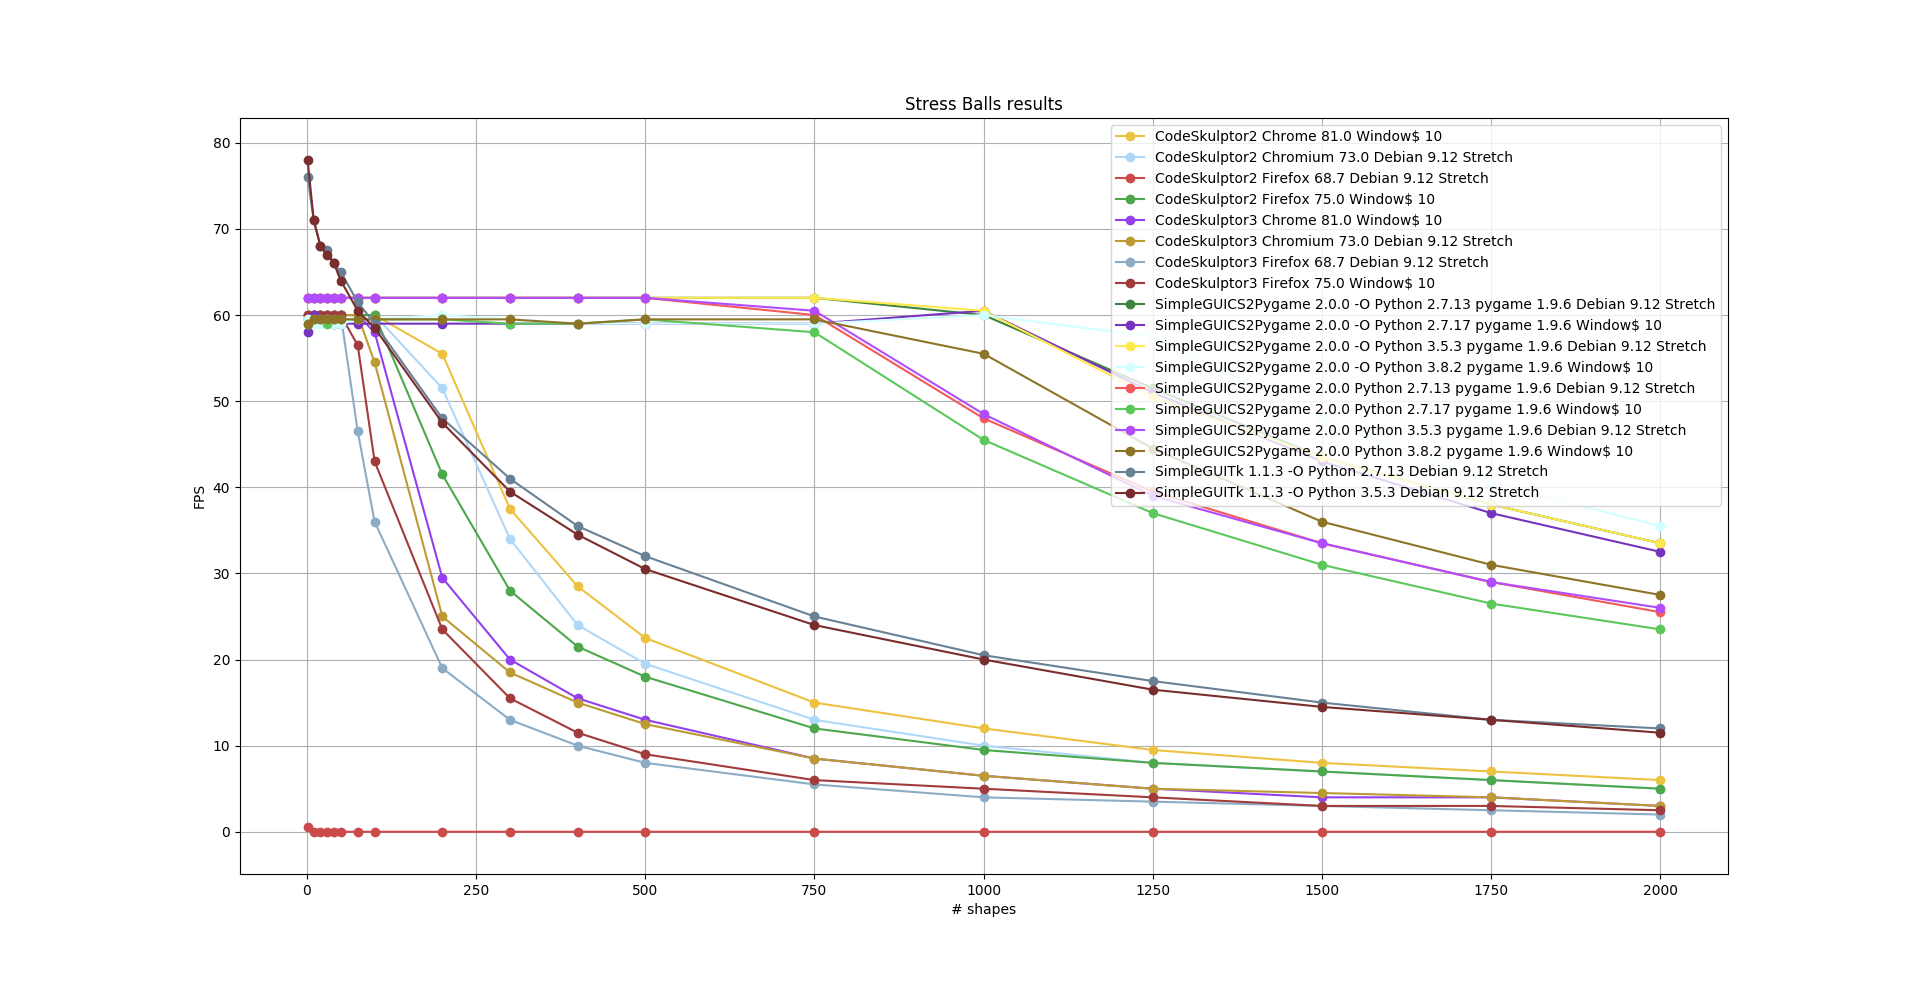 Stress Balls results
CodeSkulptor2 Chrome 81.0 Window$ 10
CodeSkulptor2 Chromium 73.0 Debian 9.12 Stretch
CodeSkulptor2 Firefox 68.7 Debian 9.12 Stretch
CodeSkulptor2 Firefox 75.0 Window$ 10
CodeSkulptor3 Chrome 81.0 Window$ 10
CodeSkulptor3 Chromium 73.0 Debian 9.12 Stretch
CodeSkulptor3 Firefox 68.7 Debian 9.12 Stretch
CodeSkulptor3 Firefox 75.0 Window$ 10
SimpleGUICS2Pygame 2.0.0 -O Python 2.7.13 pygame 1.9.6 Debian 9.12 Stretch
SimpleGUICS2Pygame 2.0.0 -O Python 2.7.17 pygame 1.9.6 Window$ 10
SimpleGUICS2Pygame 2.0.0 -O Python 3.5.3 pygame 1.9.6 Debian 9.12 Stretch
SimpleGUICS2Pygame 2.0.0 -O Python 3.8.2 pygame 1.9.6 Window$ 10
SimpleGUICS2Pygame 2.0.0 Python 2.7.13 pygame 1.9.6 Debian 9.12 Stretch
SimpleGUICS2Pygame 2.0.0 Python 2.7.17 pygame 1.9.6 Window$ 10
SimpleGUICS2Pygame 2.0.0 Python 3.5.3 pygame 1.9.6 Debian 9.12 Stretch
SimpleGUICS2Pygame 2.0.0 Python 3.8.2 pygame 1.9.6 Window$ 10
SimpleGUITk 1.1.3 -O Python 2.7.13 Debian 9.12 Stretch
SimpleGUITk 1.1.3 -O Python 3.5.3 Debian 9.12 Stretch
FPS
80
70
60
50
40
30
20
10
0
0 250 500 750 1000 1250 1500 1750 2000
# shapes